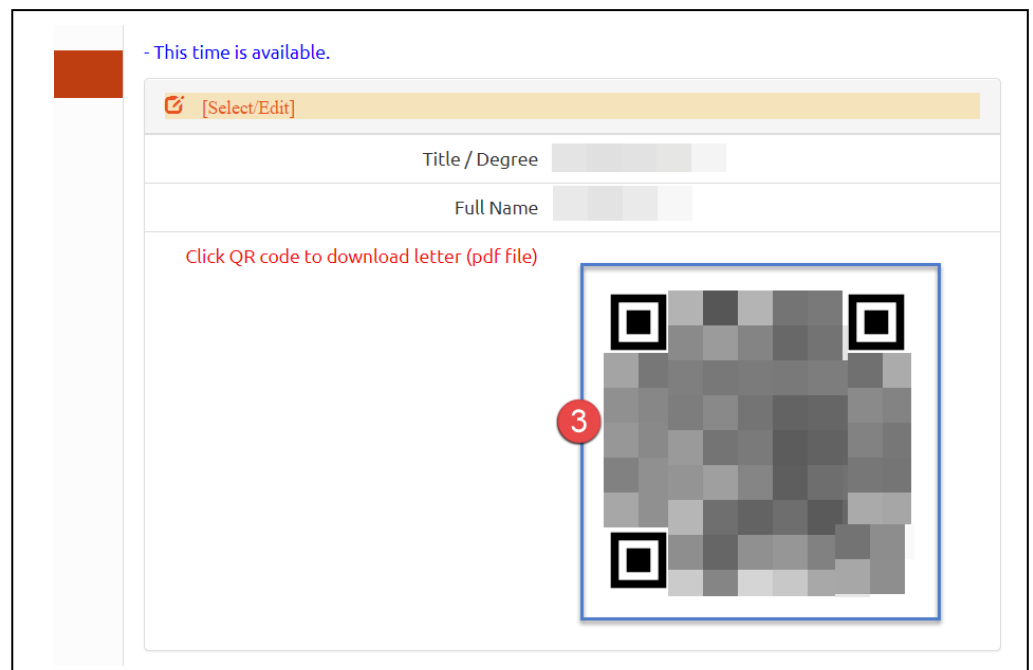 - This time is available.
[Select/Edit]
Title / Degree
Full Name
Click QR code to download letter (pdf file)
3